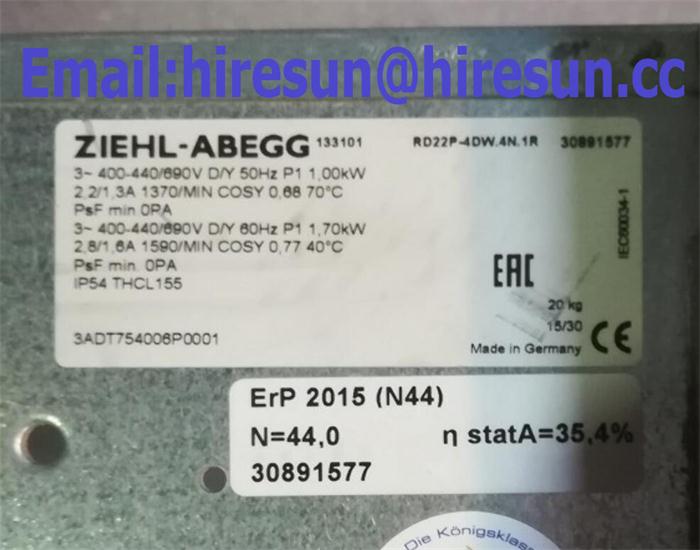 Email:hiresun@hiresun.cc
ZIEHL-ABEGG 133101 RD22P-4DW.4N.1R 30891577
3~ 400-440/690V D/Y 50Hz P1 1,00kW
2,2/1,3A 1370/MIN COSY 0,68 70°C
PsF min.0PA
3~ 400-440/690V D/Y 60Hz P1 1,70kW
2,8/1,6A 1590/MIN COSY 0,77 40°C
PsF min. 0PA
IP54 THCL155
IEC60034-1
EAC
20 kg
15/30
3ADT754006P0001
Made in Germany CE
ErP 2015 (N44)
N=44,0 η statA=35,4%
30891577
Die Königsklass